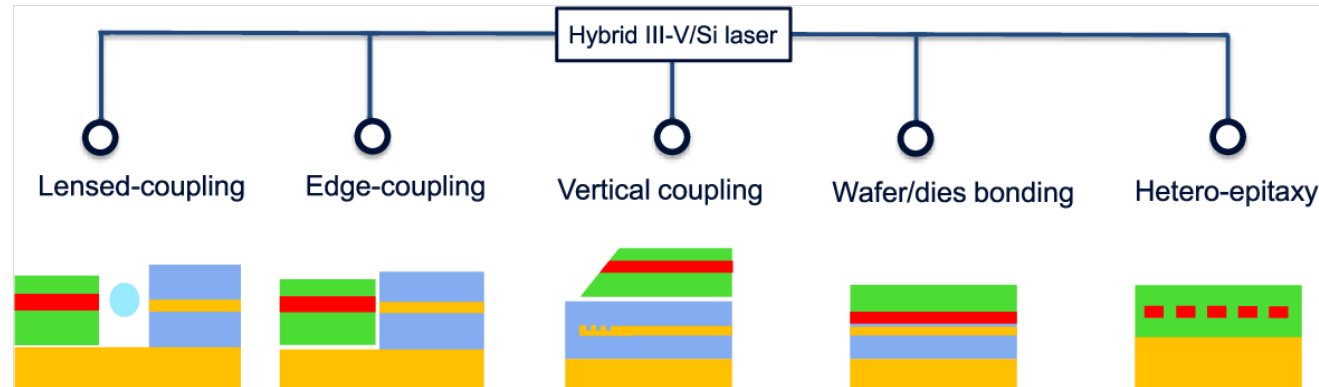 Hybrid III-V/Si laser
Lensed-coupling
Edge-coupling
Vertical coupling
Wafer/dies bonding
Hetero-epitaxy